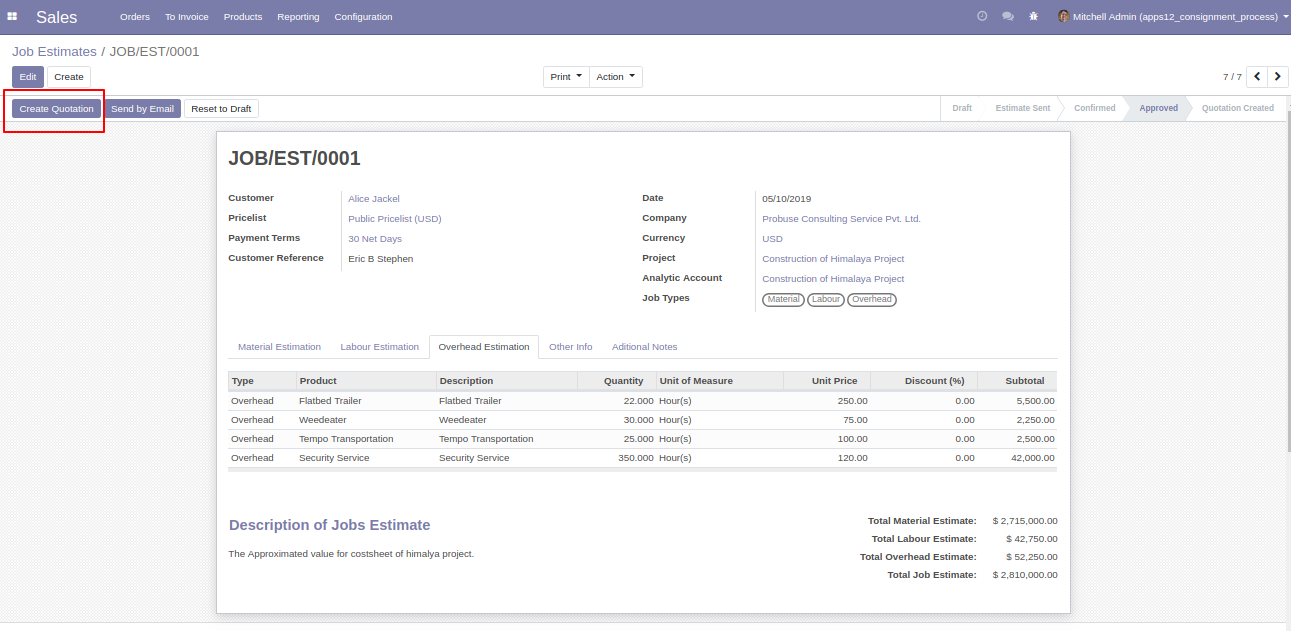 Sales Orders To Invoice Products Reporting Configuration Mitchell Admin (apps12_consignment_process)
Job Estimates / JOB/EST/0001
Edit Create Print Action 7 / 7
Create Quotation Send by Email Reset to Draft Draft Estimate Sent Confirmed Approved Quotation Created
JOB/EST/0001
Customer Alice Jackel Date 05/10/2019
Pricelist Public Pricelist (USD) Company Probuse Consulting Service Pvt. Ltd.
Payment Terms 30 Net Days Currency USD
Customer Reference Eric B Stephen Project Construction of Himalaya Project
Analytic Account Construction of Himalaya Project
Job Types Material Labour Overhead
Material Estimation Labour Estimation Overhead Estimation Other Info Aditional Notes
Type Product Description Quantity Unit of Measure Unit Price Discount (%) Subtotal
Overhead Flatbed Trailer Flatbed Trailer 22.000 Hour(s) 250.00 0.00 5,500.00
Overhead Weedeater Weedeater 30.000 Hour(s) 75.00 0.00 2,250.00
Overhead Tempo Transportation Tempo Transportation 25.000 Hour(s) 100.00 0.00 2,500.00
Overhead Security Service Security Service 350.000 Hour(s) 120.00 0.00 42,000.00
Description of Jobs Estimate
The Approximated value for costsheet of himalya project.
Total Material Estimate: $ 2,715,000.00
Total Labour Estimate: $ 42,750.00
Total Overhead Estimate: $ 52,250.00
Total Job Estimate: $ 2,810,000.00